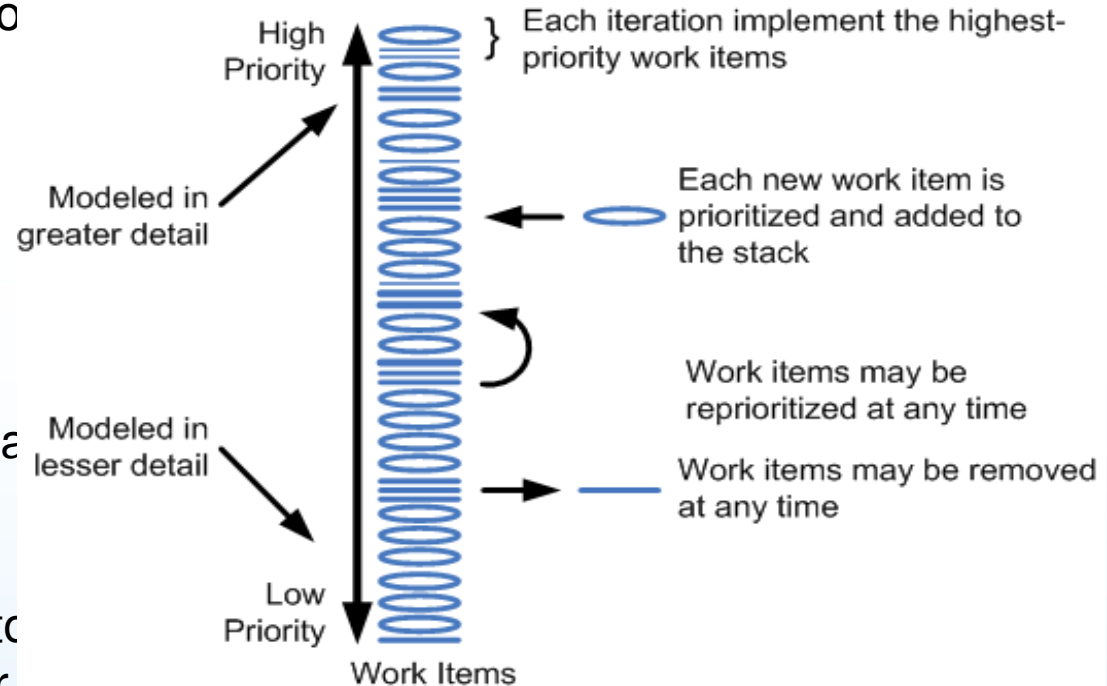 High
Priority
Each iteration implement the highest-
priority work items
Modeled in
greater detail
Each new work item is
prioritized and added to
the stack
Work items may be
reprioritized at any time
Modeled in
lesser detail
Work items may be removed
at any time
Low
Priority
Work Items